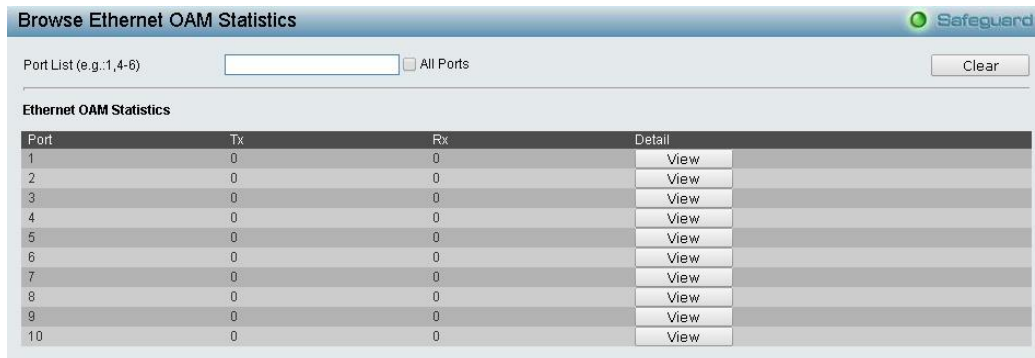 Browse Ethernet OAM Statistics
Safeguard
Port List (e.g.:1,4-6) All Ports Clear
Ethernet OAM Statistics
Port Tx Rx Detail
1 0 0 View
2 0 0 View
3 0 0 View
4 0 0 View
5 0 0 View
6 0 0 View
7 0 0 View
8 0 0 View
9 0 0 View
10 0 0 View